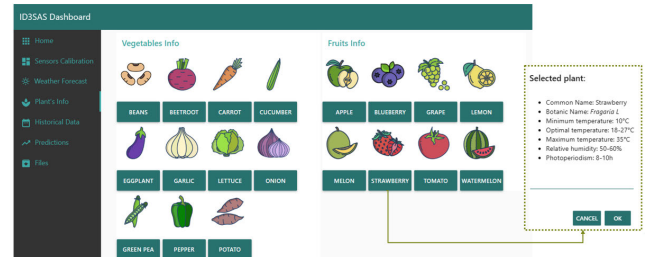 ID3SAS Dashboard
Home
Sensors Calibration
Weather Forecast
Plant's Info
Historical Data
Predictions
Files
Vegetables Info
BEANS BEETROOT CARROT CUCUMBER
EGGPLANT GARLIC LETTUCE ONION
GREEN PEA PEPPER POTATO
Fruits Info
APPLE BLUEBERRY GRAPE LEMON
MELON STRAWBERRY TOMATO WATERMELON
Selected plant:
• Common Name: Strawberry
• Botanic Name: Fragaria L
• Minimum temperature: 10°C
• Optimal temperature: 18-27°C
• Maximum temperature: 35°C
• Relative humidity: 50-60%
• Photoperiodism: 8-10h
CANCEL OK